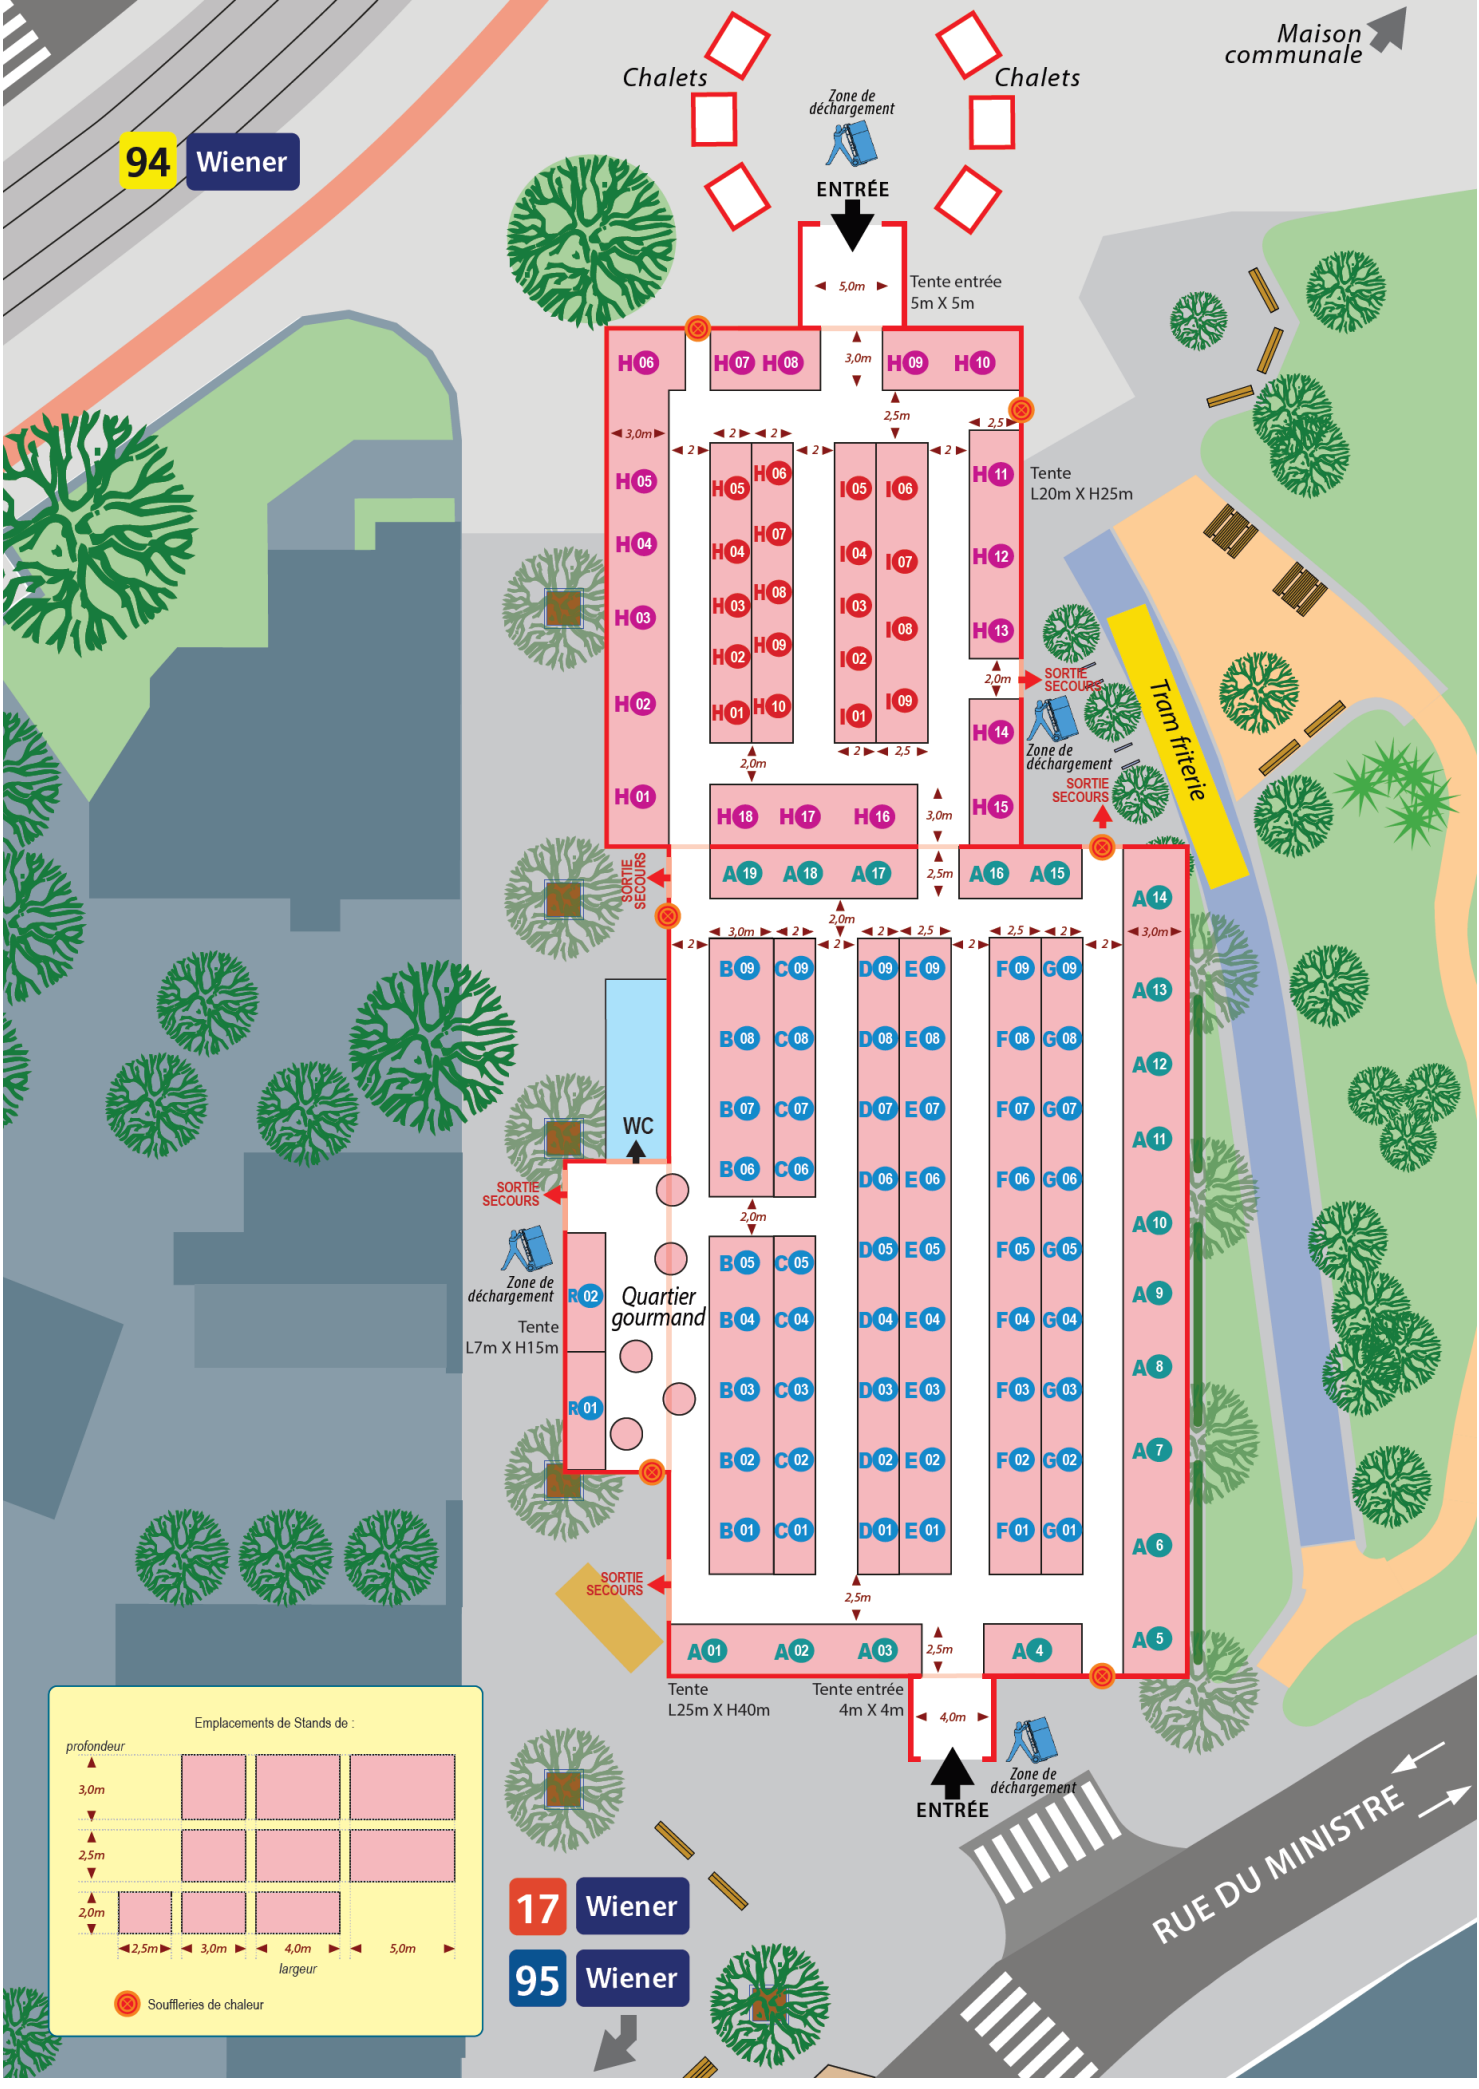 Maison
communale
Chalets
Chalets
Zone de
déchargement
ENTRÉE
94 Wiener
5,0m
Tente entrée
5m X 5m
H06
H07 H08
3,0m
H09 H10
2,5m
2,5
3,0m
2
2
2
2
2
H05
H05
H06
I05
I06
H11
Tente
L20m X H25m
H04
H04
H07
I04
I07
H12
H03
H03
H08
I03
I08
H13
H02
H02
H09
I02
I09
2,0m
SORTIE
SECOURS
H01
H10
I01
H14
Zone de
déchargement
2,0m
2
2,5
Tram friterie
SORTIE
SECOURS
H01
H18 H17 H16
3,0m
H15
SORTIE
SECOURS
A19 A18 A17
2,5m
A16 A15
A14
2,0m
2
3,0m
2
2
2
2,5
2
2,5
2
2
3,0m
B09 C09 D09 E09 F09 G09
A13
B08 C08 D08 E08 F08 G08
A12
B07 C07 D07 E07 F07 G07
A11
WC
B06 C06 D06 E06 F06 G06
SORTIE
SECOURS
2,0m
A10
Zone de
déchargement
B05 C05 D05 E05 F05 G05
R02
Quartier
gourmand
A9
Tente
L7m X H15m
B04 C04 D04 E04 F04 G04
A8
R01
B03 C03 D03 E03 F03 G03
B02 C02 D02 E02 F02 G02
A7
B01 C01 D01 E01 F01 G01
A6
SORTIE
SECOURS
2,5m
A01 A02 A03
2,5m
A4
A5
Tente
L25m X H40m
Tente entrée
4m X 4m
4,0m
Zone de
déchargement
ENTRÉE
RUE DU MINISTRE
Emplacements de Stands de :
profondeur
3,0m
2,5m
2,0m
2,5m 3,0m 4,0m 5,0m
largeur
Souffleries de chaleur
17 Wiener
95 Wiener